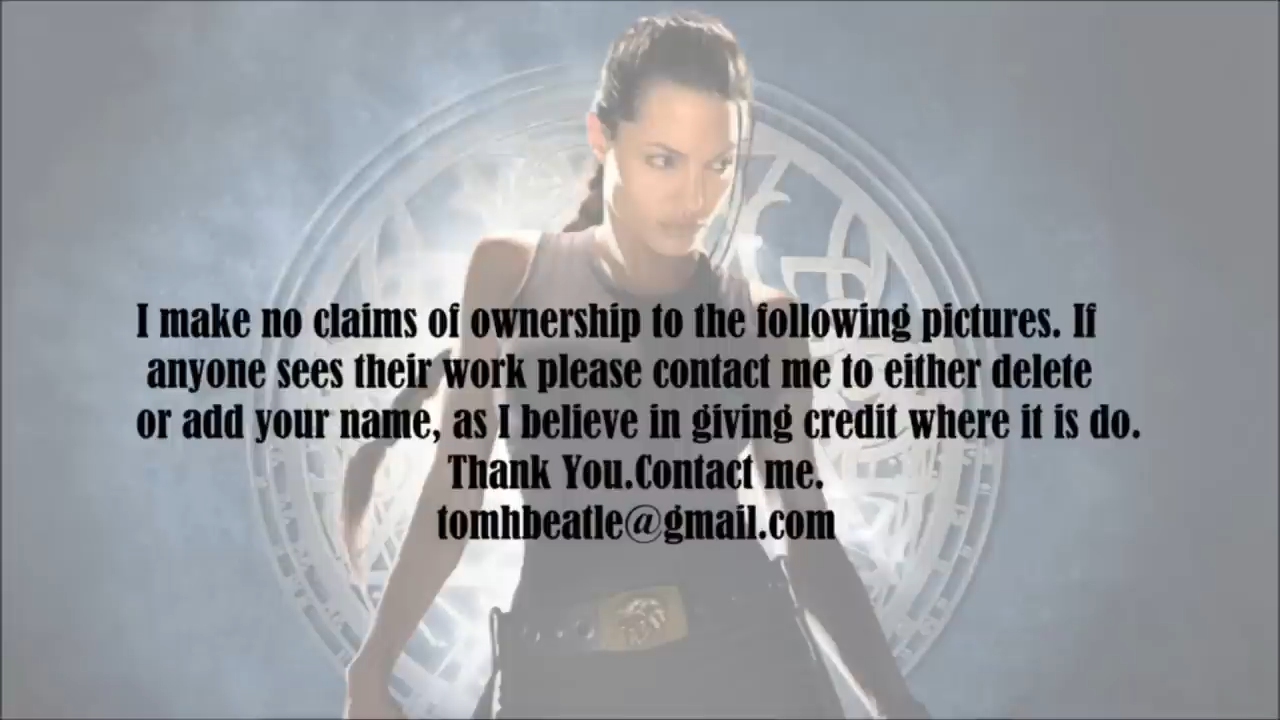 I make no claims of ownership to the following pictures. If
anyone sees their work please contact me to either delete
or add your name, as I believe in giving credit where it is do.
Thank You.Contact me.
tomhbeatle@gmail.com